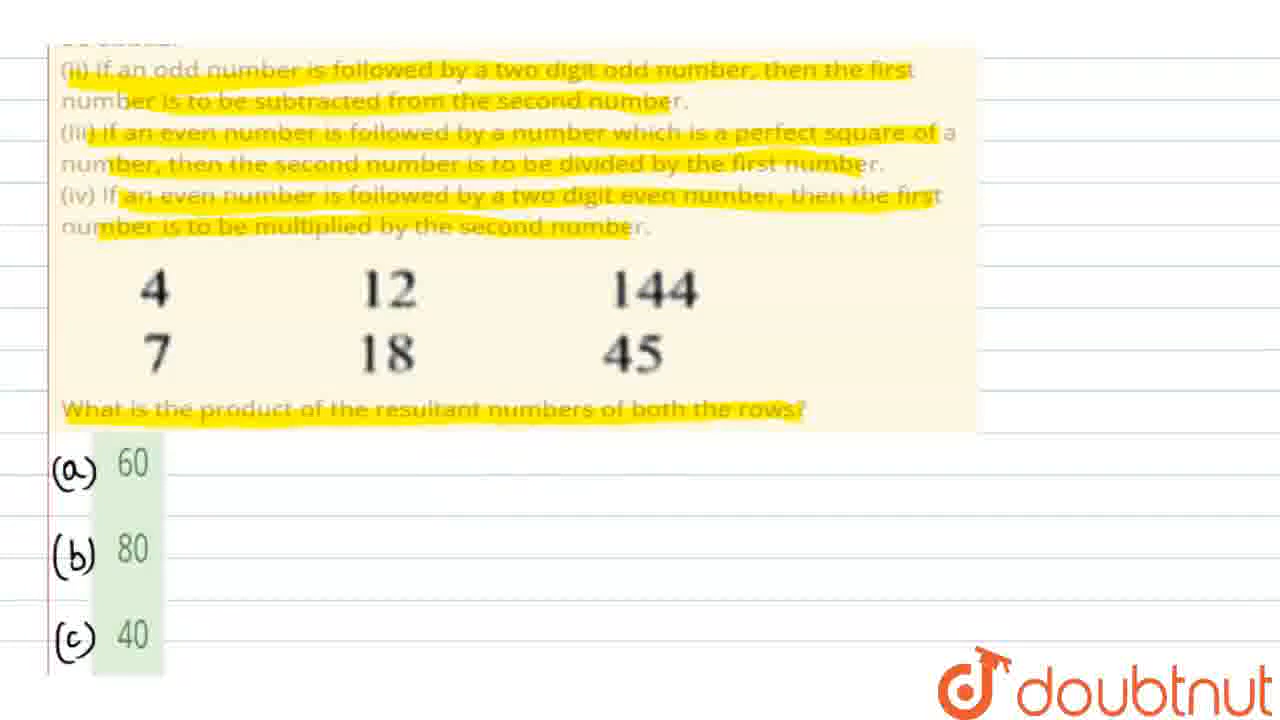 (ii) If an odd number is followed by a two digit odd number, then the first
number is to be subtracted from the second number.
(iii) If an even number is followed by a number which is a perfect square of a
number, then the second number is to be divided by the first number.
(iv) If an even number is followed by a two digit even number, then the first
number is to be multiplied by the second number.
4 12 144
7 18 45
What is the product of the resultant numbers of both the rows?
(a) 60
(b) 80
(c) 40
doubtnut